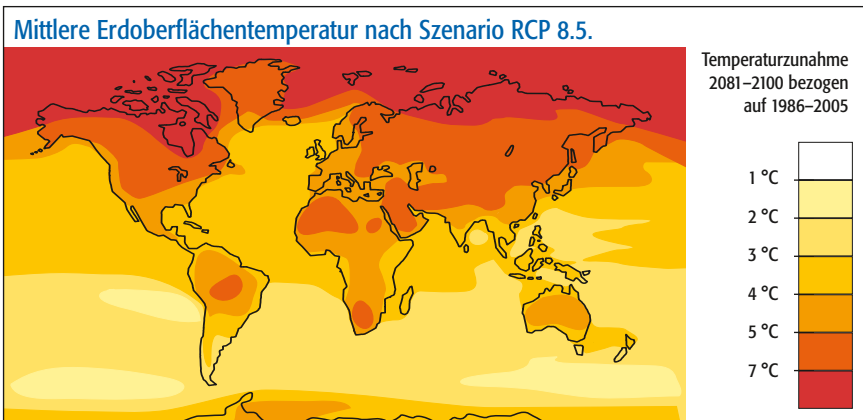 Mittlere Erdoberflächentemperatur nach Szenario RCP 8.5.
Temperaturzunahme
2081–2100 bezogen
auf 1986–2005
1 °C
2 °C
3 °C
4 °C
5 °C
7 °C